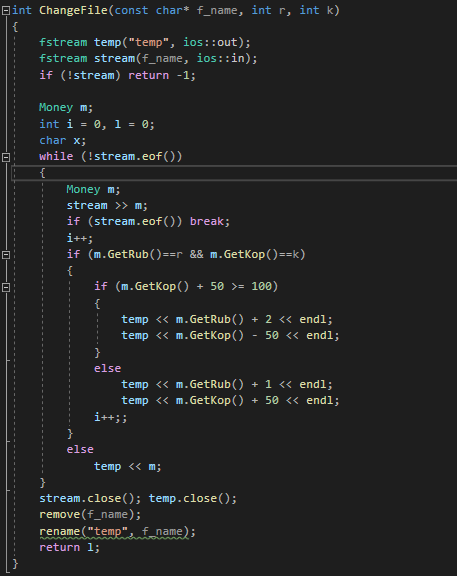 int ChangeFile(const char* f_name, int r, int k)
{
    fstream temp("temp", ios::out);
    fstream stream(f_name, ios::in);
    if (!stream) return -1;

    Money m;
    int i = 0, l = 0;
    char x;
    while (!stream.eof())
    {
        Money m;
        stream >> m;
        if (stream.eof()) break;
        i++;
        if (m.GetRub()==r && m.GetKop()==k)
        {
            if (m.GetKop() + 50 >= 100)
            {
                temp << m.GetRub() + 2 << endl;
                temp << m.GetKop() - 50 << endl;
            }
            else
                temp << m.GetRub() + 1 << endl;
                temp << m.GetKop() + 50 << endl;
            i++;;
        }
        else
            temp << m;
    }
    stream.close(); temp.close();
    remove(f_name);
    rename("temp", f_name);
    return l;
}